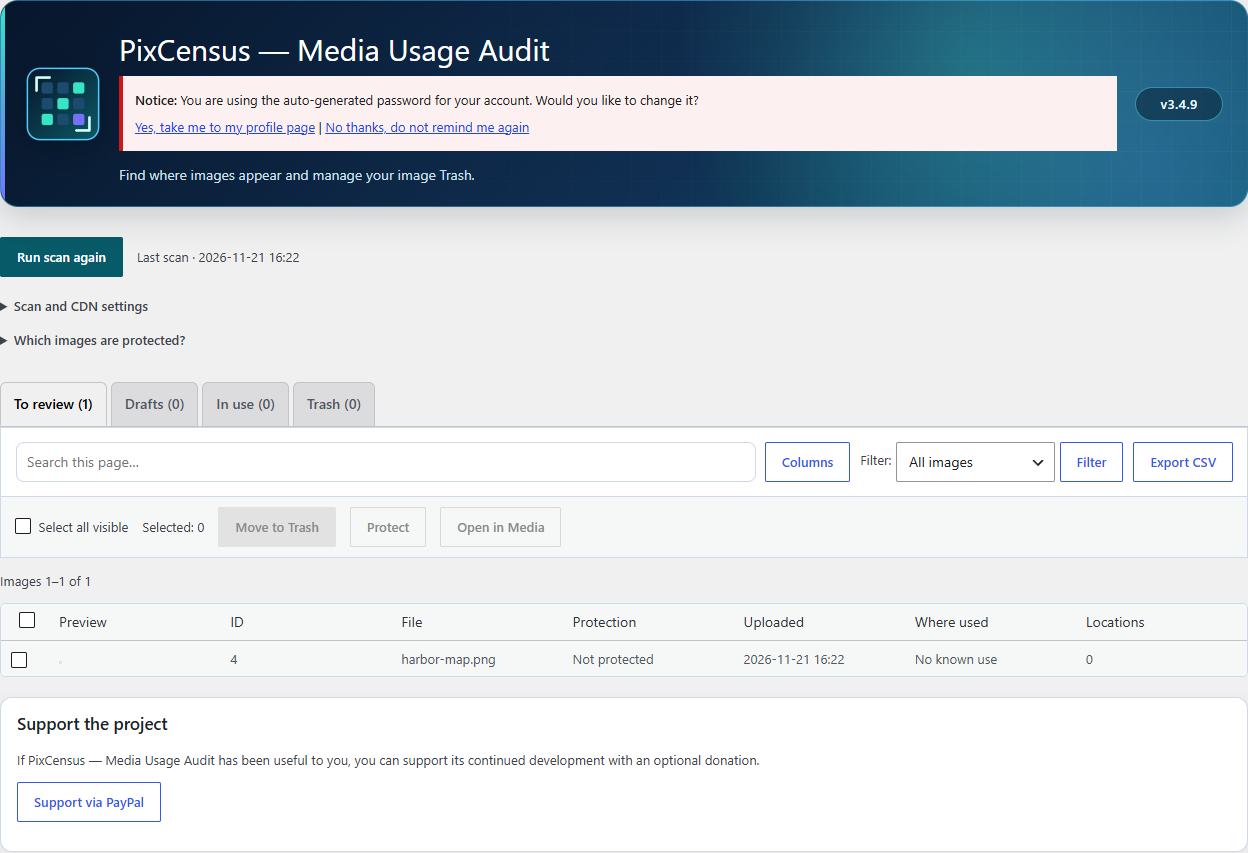 PixCensus — Media Usage Audit
Notice: You are using the auto-generated password for your account. Would you like to change it?
Yes, take me to my profile page | No thanks, do not remind me again
v3.4.9
Find where images appear and manage your image Trash.
Run scan again Last scan · 2026-11-21 16:22
Scan and CDN settings
Which images are protected?
To review (1) Drafts (0) In use (0) Trash (0)
Search this page... Columns Filter: All images Filter Export CSV
Select all visible Selected: 0 Move to Trash Protect Open in Media
Images 1–1 of 1
Preview ID File Protection Uploaded Where used Locations
4 harbor-map.png Not protected 2026-11-21 16:22 No known use 0
Support the project
If PixCensus — Media Usage Audit has been useful to you, you can support its continued development with an optional donation.
Support via PayPal